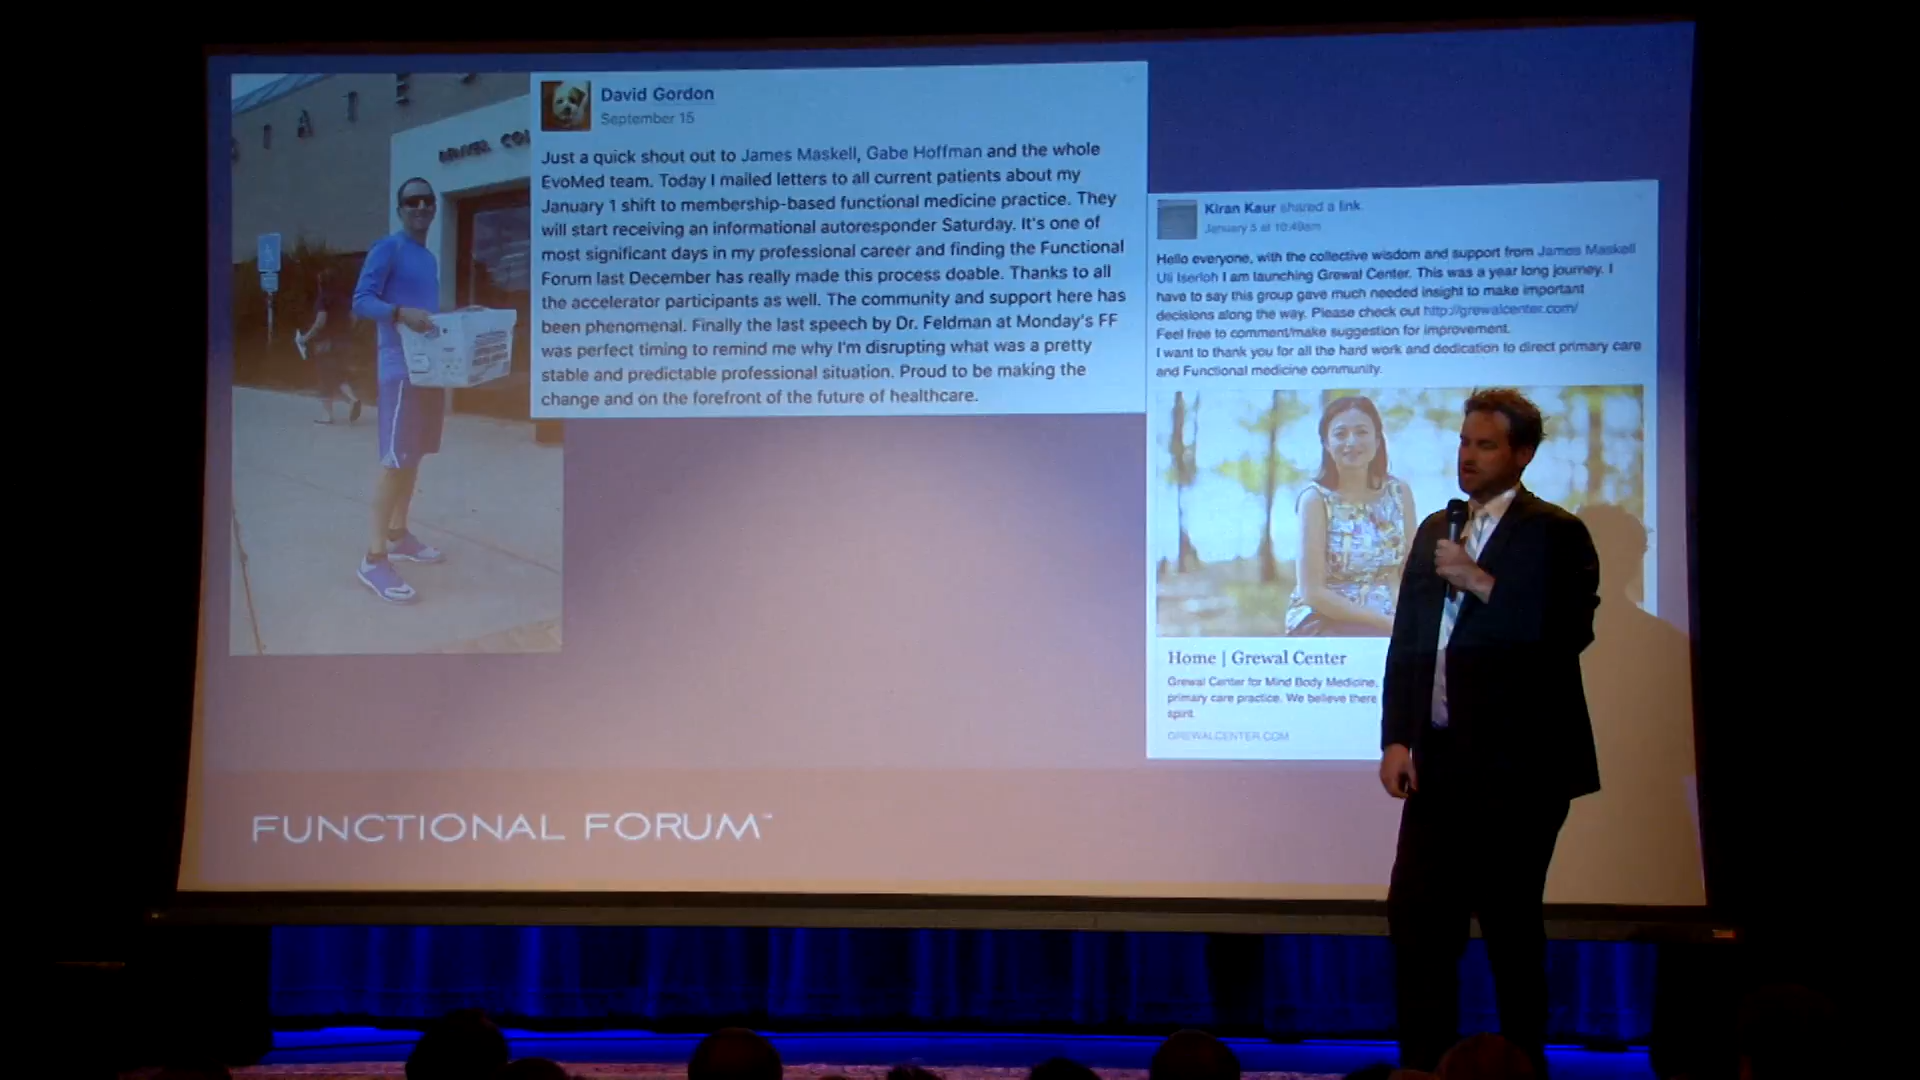 David Gordon
September 15
Just a quick shout out to James Maskell, Gabe Hoffman and the whole
EvoMed team. Today I mailed letters to all current patients about my
January 1 shift to membership-based functional medicine practice. They
will start receiving an informational autoresponder Saturday. It's one of
most significant days in my professional career and finding the Functional
Forum last December has really made this process doable. Thanks to all
the accelerator participants as well. The community and support here has
been phenomenal. Finally the last speech by Dr. Feldman at Monday's FF
was perfect timing to remind me why I'm disrupting what was a pretty
stable and predictable professional situation. Proud to be making the
change and on the forefront of the future of healthcare.
Kiran Kaur shared a link.
January 5 at 10:49am
Hello everyone, with the collective wisdom and support from James Maskell
Uli Iserloh I am launching Grewal Center. This was a year long journey. I
have to say this group gave much needed insight to make important
decisions along the way. Please check out http://grewalcenter.com/
Feel free to comment/make suggestion for improvement.
I want to thank you for all the hard work and dedication to direct primary care
and Functional medicine community.
Home | Grewal Center
Grewal Center for Mind Body Medicine,
primary care practice. We believe there
spirit.
GREWALCENTER.COM
FUNCTIONAL FORUM™